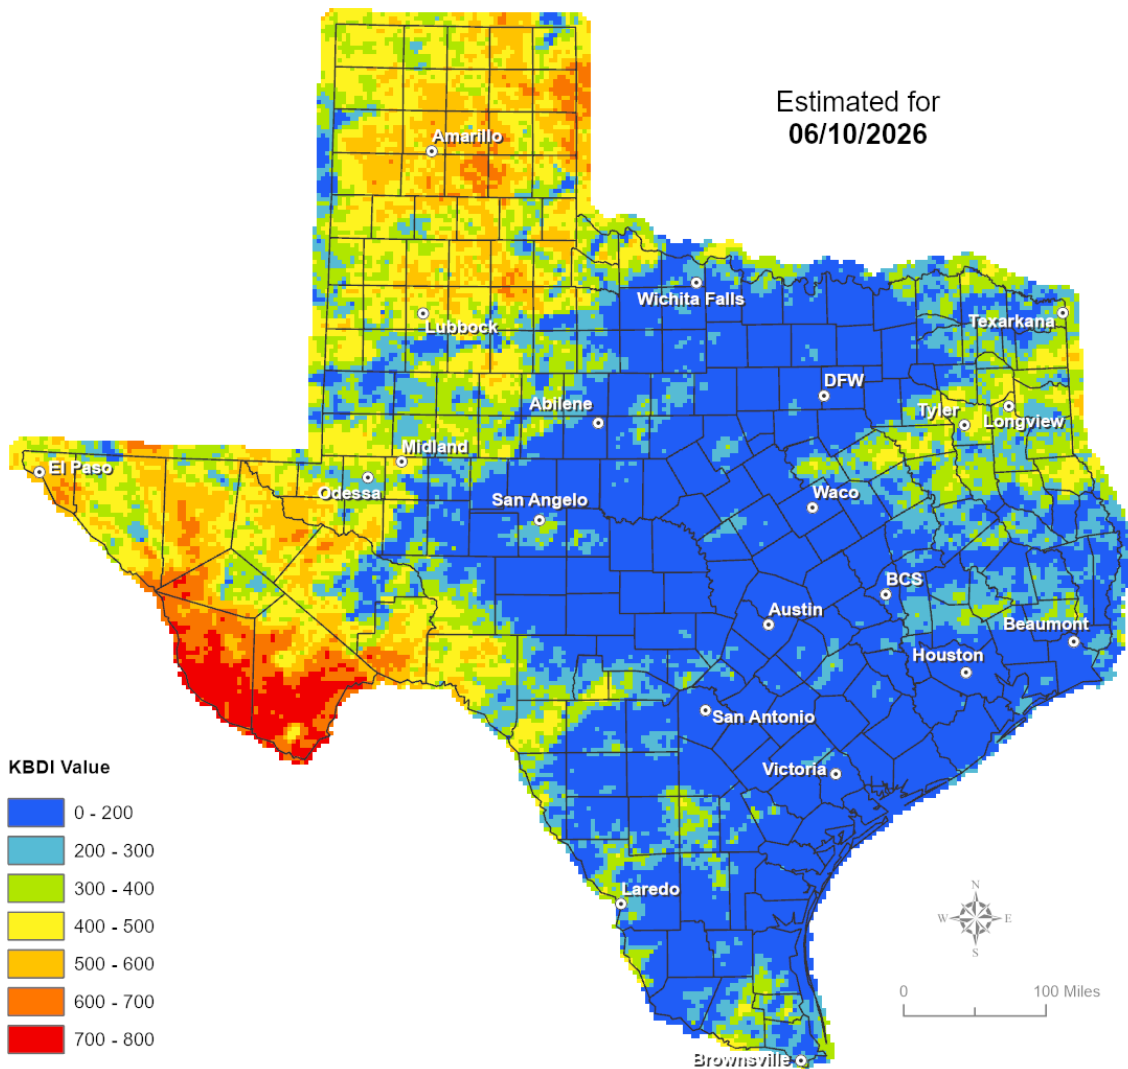 Estimated for
06/10/2026
Amarillo
Wichita Falls
Lubbock
Texarkana
DFW
Abilene
Tyler
Longview
Midland
El Paso
Odessa
San Angelo
Waco
BCS
Austin
Beaumont
Houston
San Antonio
Victoria
KBDI Value
0 - 200
200 - 300
300 - 400
400 - 500
500 - 600
600 - 700
700 - 800
Laredo
N
W
E
S
0
100 Miles
Brownsville